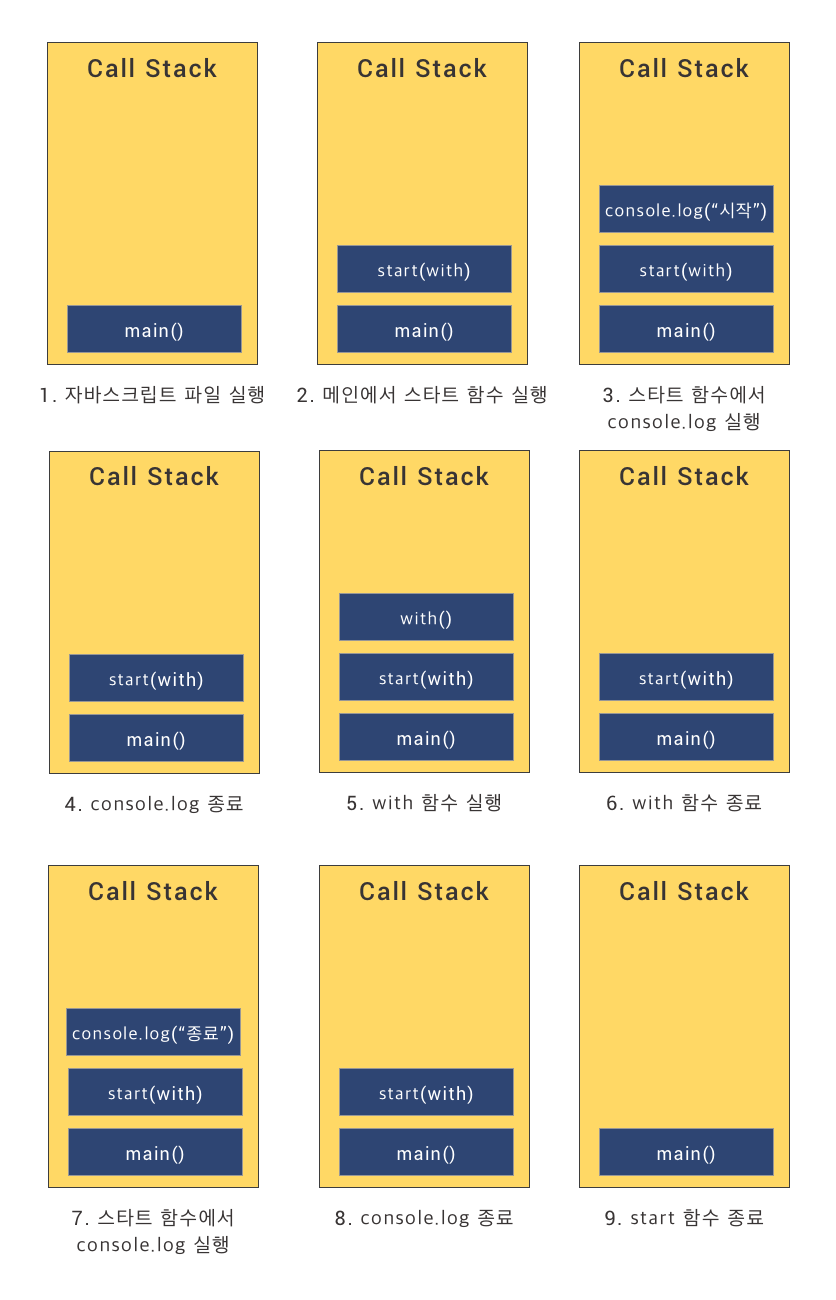 Call Stack
main()
1. 자바스크립트 파일 실행
Call Stack
start(with)
main()
2. 메인에서 스타트 함수 실행
Call Stack
console.log(“시작”)
start(with)
main()
3. 스타트 함수에서
console.log 실행
Call Stack
start(with)
main()
4. console.log 종료
Call Stack
with()
start(with)
main()
5. with 함수 실행
Call Stack
start(with)
main()
6. with 함수 종료
Call Stack
console.log(“종료”)
start(with)
main()
7. 스타트 함수에서
console.log 실행
Call Stack
start(with)
main()
8. console.log 종료
Call Stack
main()
9. start 함수 종료